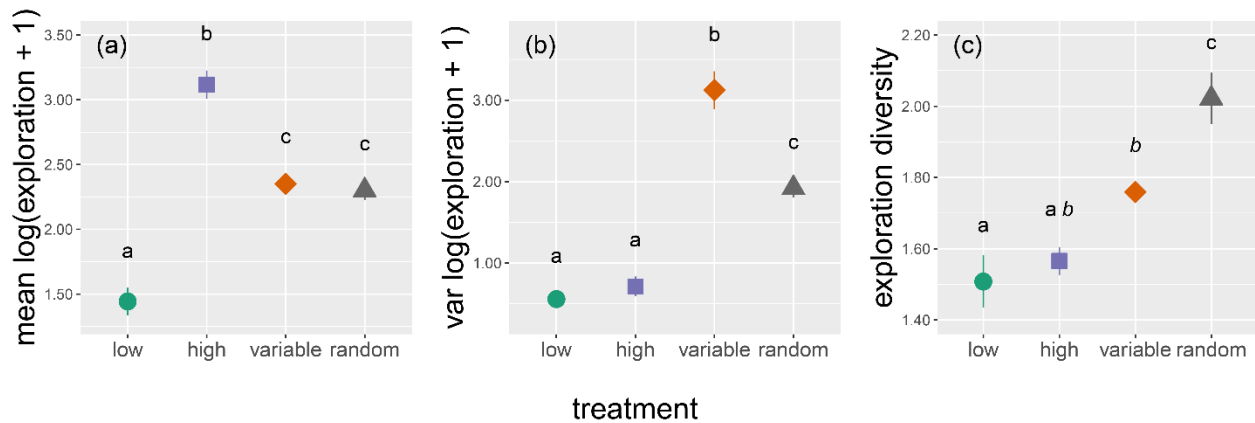 mean log(exploration + 1)
(a)
3.50
3.00
2.50
2.00
1.50
a
b
c
c
low high variable random
var log(exploration + 1)
(b)
3.00
2.00
1.00
a
a
b
c
low high variable random
exploration diversity
(c)
2.20
2.00
1.80
1.60
1.40
a
a b
b
c
low high variable random
treatment